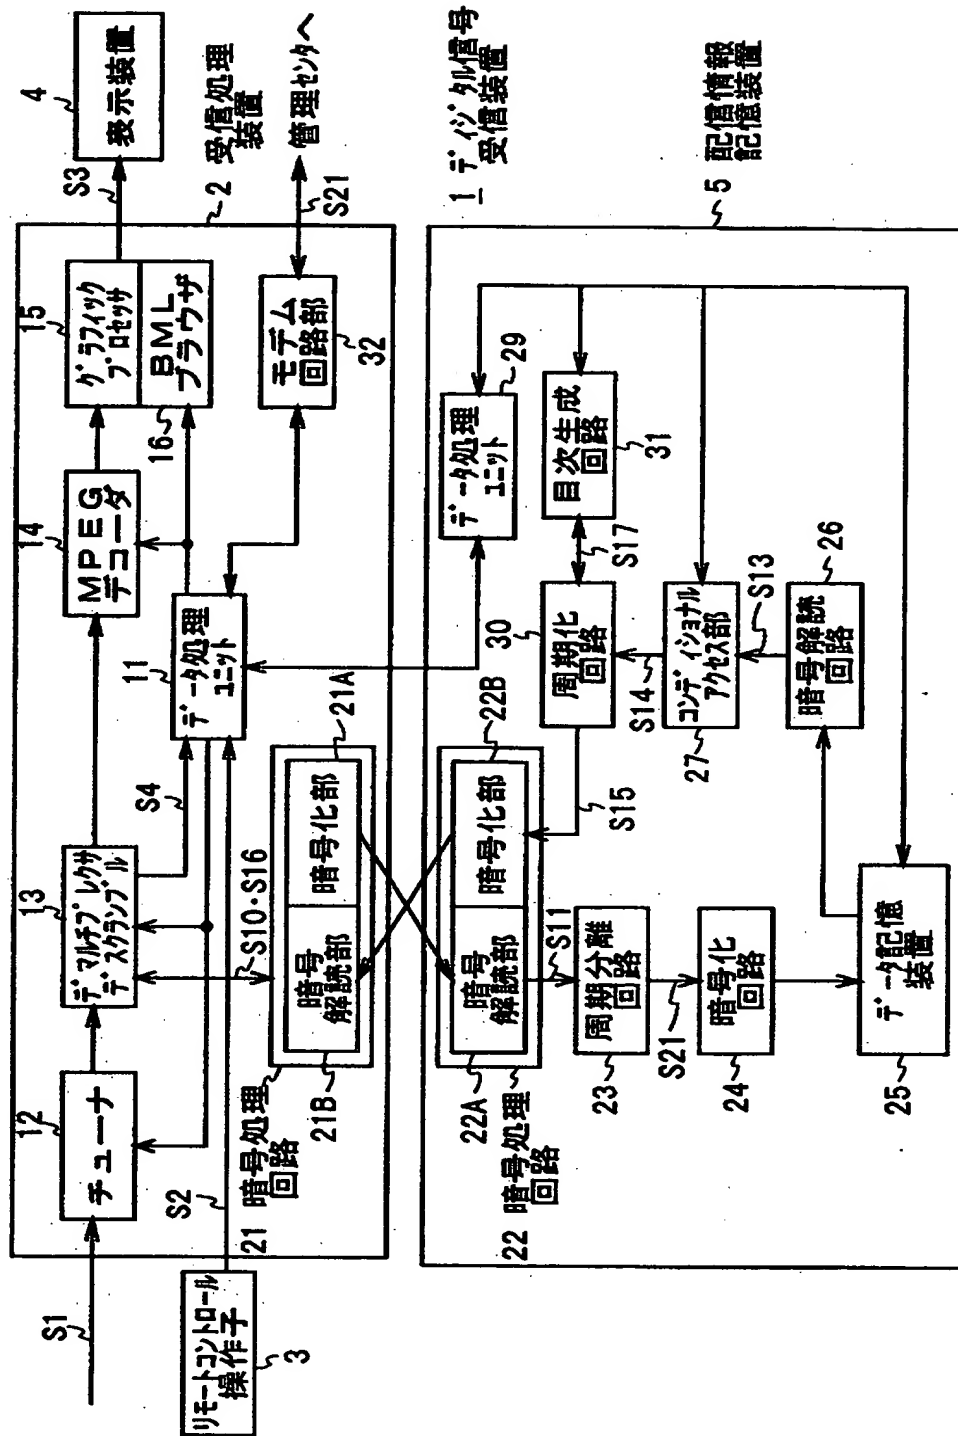 S1
12
チューナ
13
デマルチプレクサ
デスクランブル
14
MPEG
デコーダ
15
グラフィック
プロセッサ
BML
ブラウザ
16
S3
4
表示装置
2 受信処理
装置
S4
11
データ処理
ユニット
モデム
回路部
32
S21
管理センタへ
S2
リモートコントロール
操作子
3
S10・S16
21 暗号処理
回路
暗号
解読部
21B
暗号化部
21A
1 ディジタル信号
受信装置
22 暗号処理
回路
22A
暗号
解読部
暗号化部
22B
S11
S15
周期分離
回路
23
S21
暗号化
回路
24
データ記憶
装置
25
30
周期化
回路
S17
目次生成
回路
31
データ処理
ユニット
29
S14
コンディショナル
アクセス部
27
S13
暗号解読
回路
26
5 配信情報
記憶装置